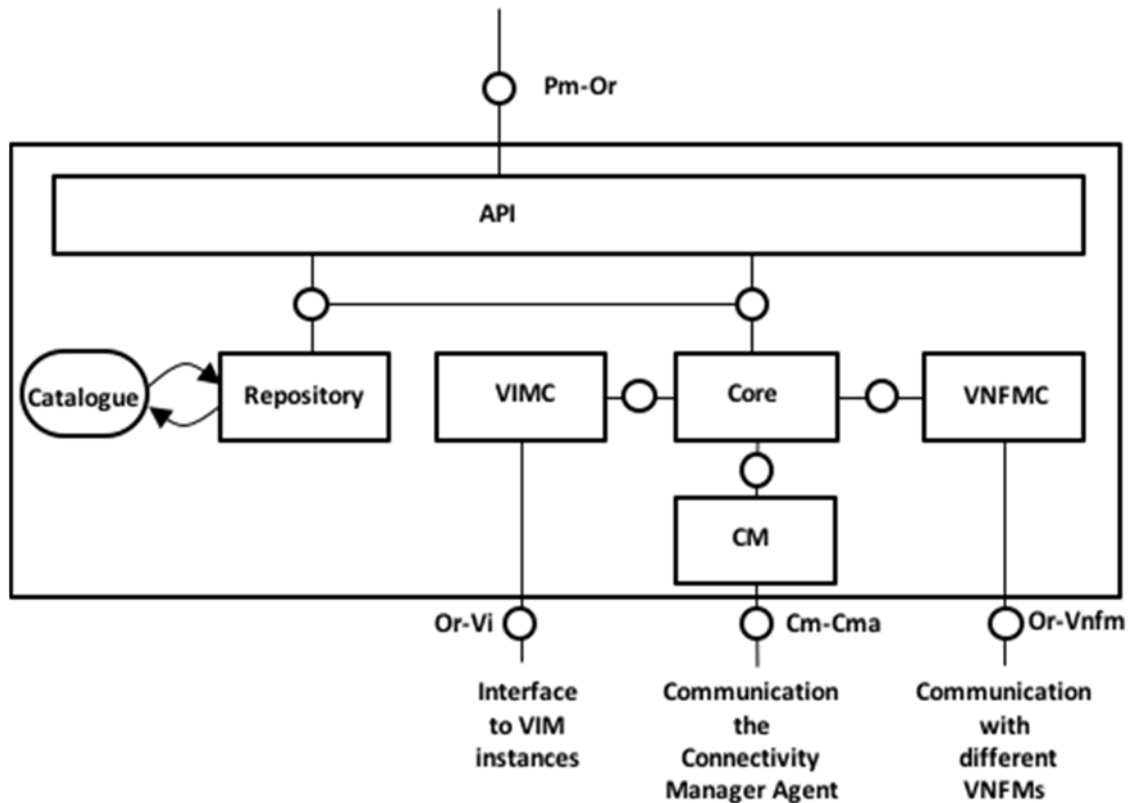 Pm-Or
API
Catalogue
Repository
VIMC
Core
VNFMC
CM
Or-Vi
Cm-Cma
Or-Vnfm
Interface
to VIM
instances
Communication
the
Connectivity
Manager Agent
Communication
with
different
VNFMs